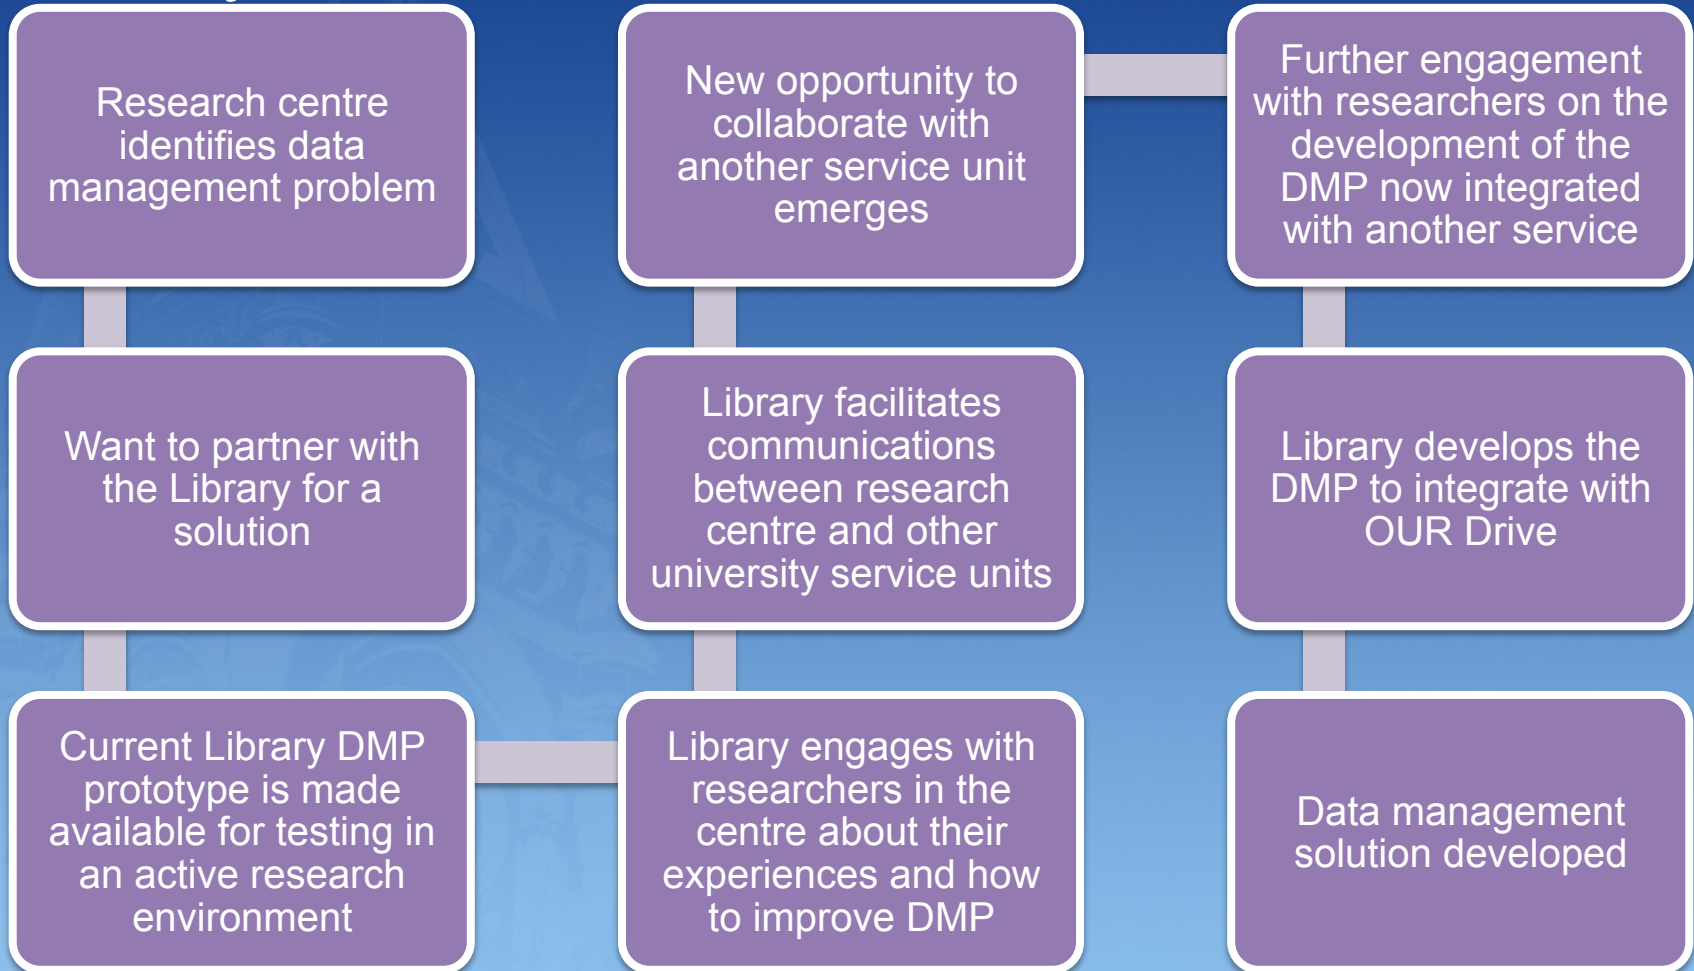 Research centre
identifies data
management problem
Want to partner with
the Library for a
solution
Current Library DMP
prototype is made
available for testing in
an active research
environment
Library engages with
researchers in the
centre about their
experiences and how
to improve DMP
Library facilitates
communications
between research
centre and other
university service units
New opportunity to
collaborate with
another service unit
emerges
Further engagement
with researchers on the
development of the
DMP now integrated
with another service
Library develops the
DMP to integrate with
OUR Drive
Data management
solution developed